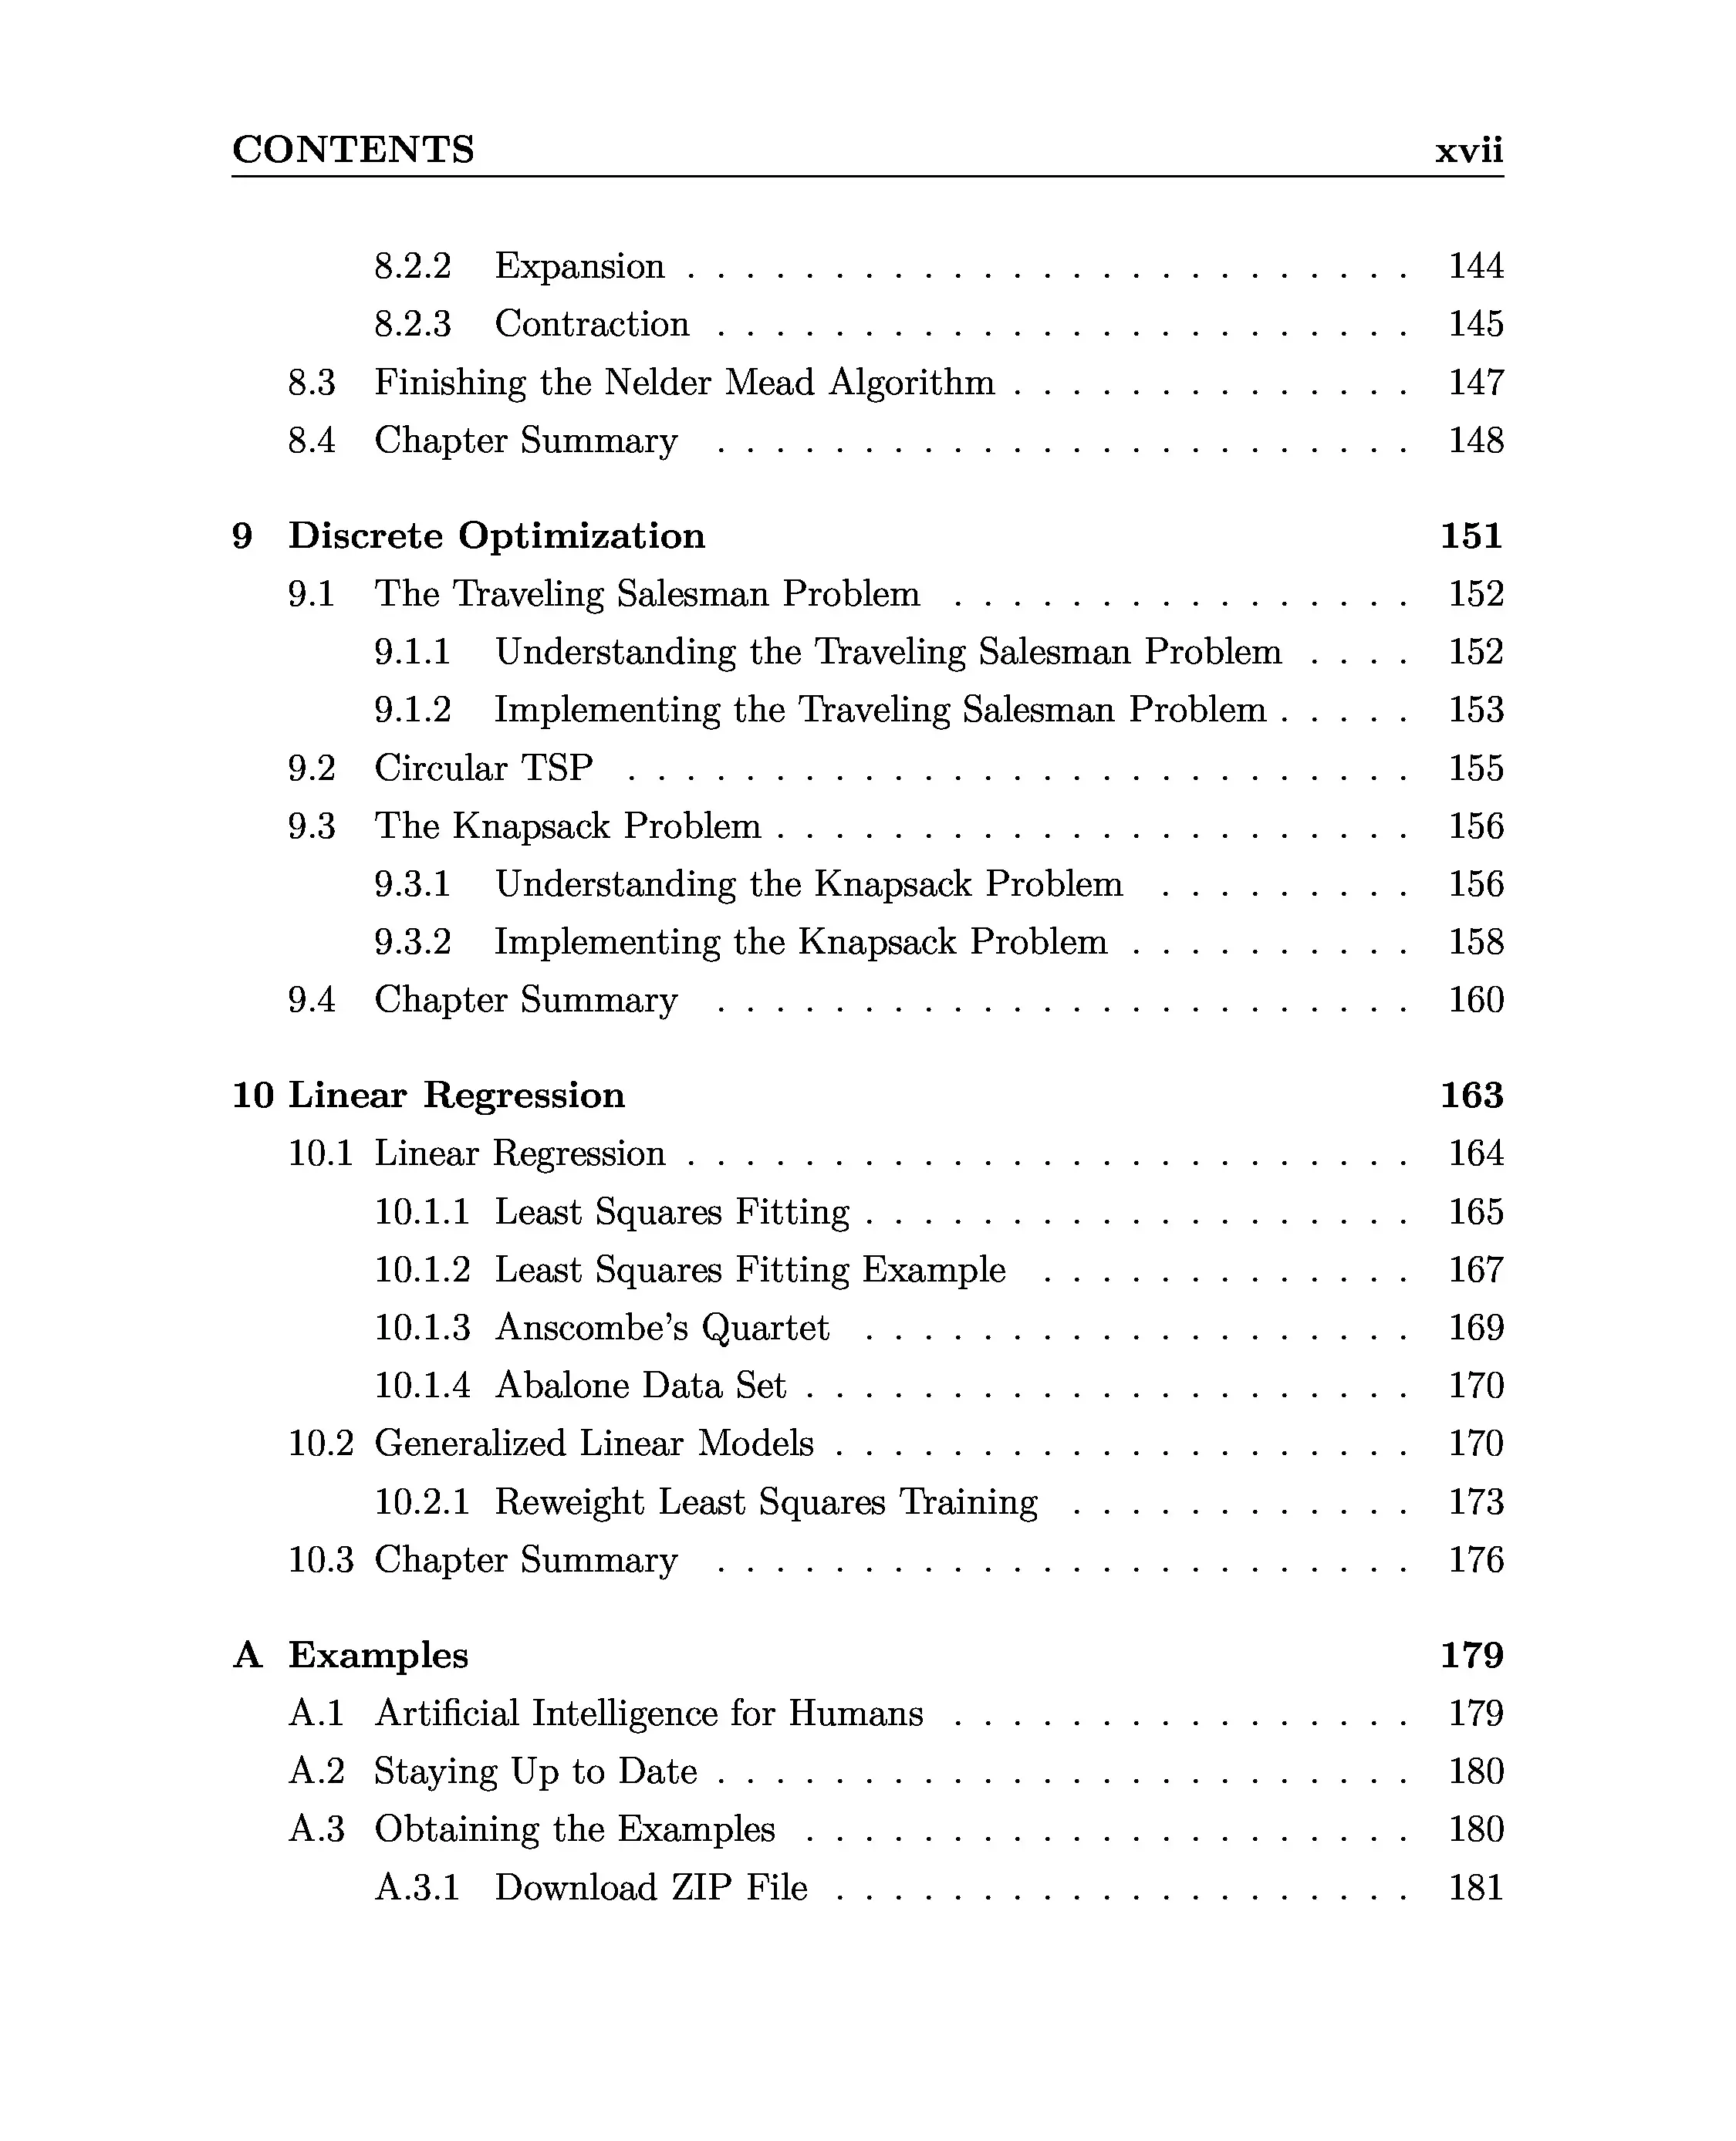 CONTENTS xvii
8.2.2 Expansion . . . . . . . . . . . . . . . . . . . . . . . . . 144
8.2.3 Contraction . . . . . . . . . . . . . . . . . . . . . . . . 145
8.3 Finishing the Nelder Mead Algorithm . . . . . . . . . . . . . . 147
8.4 Chapter Summary . . . . . . . . . . . . . . . . . . . . . . . . 148
9 Discrete Optimization 151
9.1 The Traveling Salesman Problem . . . . . . . . . . . . . . . . 152
9.1.1 Understanding the Traveling Salesman Problem . . . . 152
9.1.2 Implementing the Traveling Salesman Problem . . . . . 153
9.2 Circular TSP . . . . . . . . . . . . . . . . . . . . . . . . . . . 155
9.3 The Knapsack Problem . . . . . . . . . . . . . . . . . . . . . . 156
9.3.1 Understanding the Knapsack Problem . . . . . . . . . 156
9.3.2 Implementing the Knapsack Problem . . . . . . . . . . 158
9.4 Chapter Summary . . . . . . . . . . . . . . . . . . . . . . . . 160
10 Linear Regression 163
10.1 Linear Regression . . . . . . . . . . . . . . . . . . . . . . . . . 164
10.1.1 Least Squares Fitting . . . . . . . . . . . . . . . . . . . 165
10.1.2 Least Squares Fitting Example . . . . . . . . . . . . . 167
10.1.3 Anscombe's Quartet . . . . . . . . . . . . . . . . . . . 169
10.1.4 Abalone Data Set . . . . . . . . . . . . . . . . . . . . . 170
10.2 Generalized Linear Models . . . . . . . . . . . . . . . . . . . . 170
10.2.1 Reweight Least Squares Training . . . . . . . . . . . . 173
10.3 Chapter Summary . . . . . . . . . . . . . . . . . . . . . . . . 176
A Examples 179
A.1 Artificial Intelligence for Humans . . . . . . . . . . . . . . . . 179
A.2 Staying Up to Date . . . . . . . . . . . . . . . . . . . . . . . . 180
A.3 Obtaining the Examples . . . . . . . . . . . . . . . . . . . . . 180
A.3.1 Download ZIP File . . . . . . . . . . . . . . . . . . . . 181